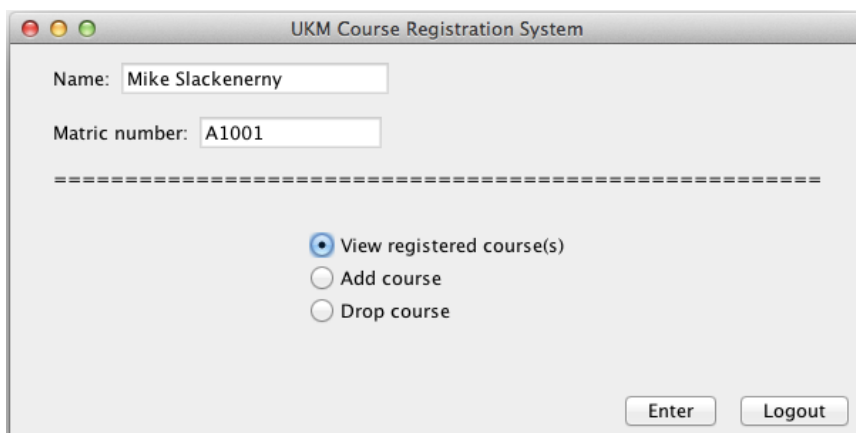 UKM Course Registration System
Name: Mike Slackenerny
Matric number: A1001
======================================================
View registered course(s)
Add course
Drop course
Enter Logout